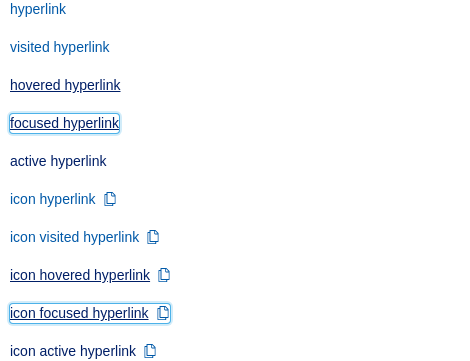 hyperlink
visited hyperlink
hovered hyperlink
focused hyperlink
active hyperlink
icon hyperlink
icon visited hyperlink
icon hovered hyperlink
icon focused hyperlink
icon active hyperlink